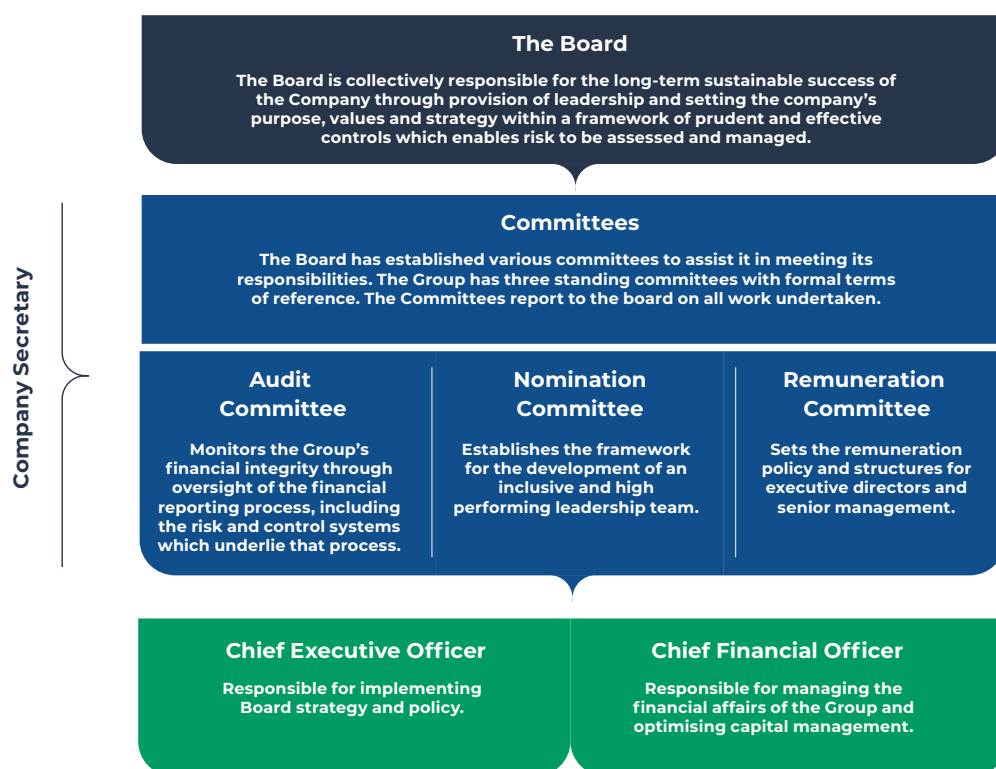 The Board
The Board is collectively responsible for the long-term sustainable success of
the Company through provision of leadership and setting the company's
purpose, values and strategy within a framework of prudent and effective
controls which enables risk to be assessed and managed.
Company Secretary
Committees
The Board has established various committees to assist it in meeting its
responsibilities. The Group has three standing committees with formal terms
of reference. The Committees report to the board on all work undertaken.
Audit
Committee
Monitors the Group's
financial integrity through
oversight of the financial
reporting process, including
the risk and control systems
which underlie that process.
Nomination
Committee
Establishes the framework
for the development of an
inclusive and high
performing leadership team.
Remuneration
Committee
Sets the remuneration
policy and structures for
executive directors and
senior management.
Chief Executive Officer
Responsible for implementing
Board strategy and policy.
Chief Financial Officer
Responsible for managing the
financial affairs of the Group and
optimising capital management.